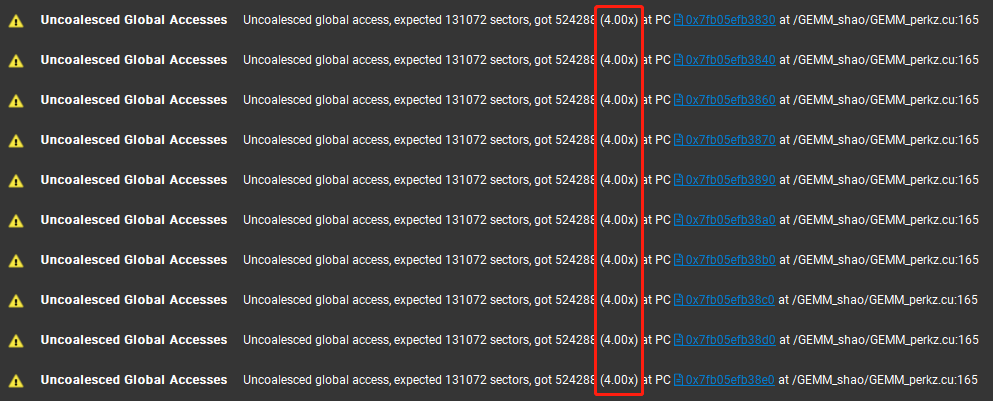 Uncoalesced Global Accesses Uncoalesced global access, expected 131072 sectors, got 524288 (4.00x) at PC 0x7fb05efb3830 at /GEMM_shao/GEMM_perkz.cu:165
Uncoalesced Global Accesses Uncoalesced global access, expected 131072 sectors, got 524288 (4.00x) at PC 0x7fb05efb3840 at /GEMM_shao/GEMM_perkz.cu:165
Uncoalesced Global Accesses Uncoalesced global access, expected 131072 sectors, got 524288 (4.00x) at PC 0x7fb05efb3860 at /GEMM_shao/GEMM_perkz.cu:165
Uncoalesced Global Accesses Uncoalesced global access, expected 131072 sectors, got 524288 (4.00x) at PC 0x7fb05efb3870 at /GEMM_shao/GEMM_perkz.cu:165
Uncoalesced Global Accesses Uncoalesced global access, expected 131072 sectors, got 524288 (4.00x) at PC 0x7fb05efb3890 at /GEMM_shao/GEMM_perkz.cu:165
Uncoalesced Global Accesses Uncoalesced global access, expected 131072 sectors, got 524288 (4.00x) at PC 0x7fb05efb38a0 at /GEMM_shao/GEMM_perkz.cu:165
Uncoalesced Global Accesses Uncoalesced global access, expected 131072 sectors, got 524288 (4.00x) at PC 0x7fb05efb38b0 at /GEMM_shao/GEMM_perkz.cu:165
Uncoalesced Global Accesses Uncoalesced global access, expected 131072 sectors, got 524288 (4.00x) at PC 0x7fb05efb38c0 at /GEMM_shao/GEMM_perkz.cu:165
Uncoalesced Global Accesses Uncoalesced global access, expected 131072 sectors, got 524288 (4.00x) at PC 0x7fb05efb38d0 at /GEMM_shao/GEMM_perkz.cu:165
Uncoalesced Global Accesses Uncoalesced global access, expected 131072 sectors, got 524288 (4.00x) at PC 0x7fb05efb38e0 at /GEMM_shao/GEMM_perkz.cu:165